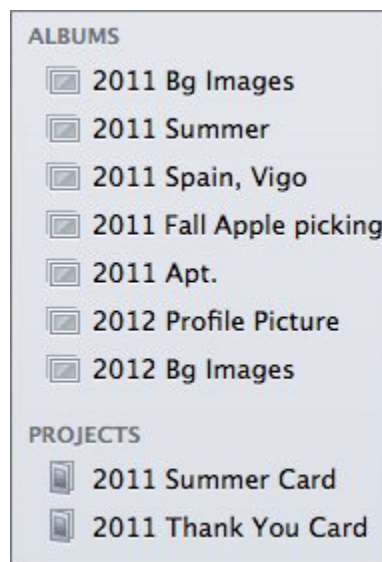 ALBUMS
2011 Bg Images
2011 Summer
2011 Spain, Vigo
2011 Fall Apple picking
2011 Apt.
2012 Profile Picture
2012 Bg Images
PROJECTS
2011 Summer Card
2011 Thank You Card